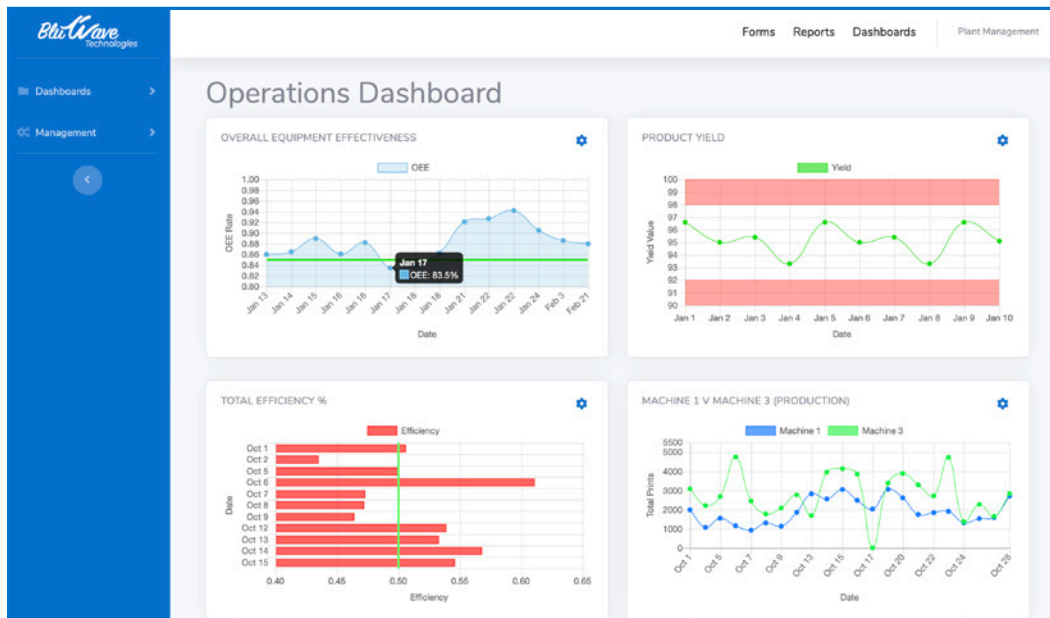 BluWave
Technologies
Forms Reports Dashboards Plant Management
Dashboards
Management
Operations Dashboard
OVERALL EQUIPMENT EFFECTIVENESS
OEE
1.00
0.98
0.96
0.94
0.92
0.90
0.88
0.86
0.84
0.82
0.80
OEE Rate
Jan 17
OEE: 83.5%
Jan 13 Jan 14 Jan 15 Jan 16 Jan 16 Jan 17 Jan 18 Jan 18 Jan 21 Jan 22 Jan 22 Jan 24 Feb 3 Feb 21
Date
PRODUCT YIELD
Yield
100
99
98
97
96
95
94
93
92
91
90
Yield Value
Jan 1 Jan 2 Jan 3 Jan 4 Jan 5 Jan 6 Jan 7 Jan 8 Jan 9 Jan 10
Date
TOTAL EFFICIENCY %
Efficiency
Oct 1
Oct 2
Oct 5
Oct 6
Oct 7
Oct 8
Oct 9
Oct 12
Oct 13
Oct 14
Oct 15
Date
0.40 0.45 0.50 0.55 0.60 0.65
Efficiency
MACHINE 1 V MACHINE 3 (PRODUCTION)
Machine 1 Machine 3
5500
5000
4000
3000
2000
1000
0
Total Prints
Oct 1 Oct 5 Oct 7 Oct 9 Oct 13 Oct 15 Oct 17 Oct 20 Oct 22 Oct 24 Oct 28
Date